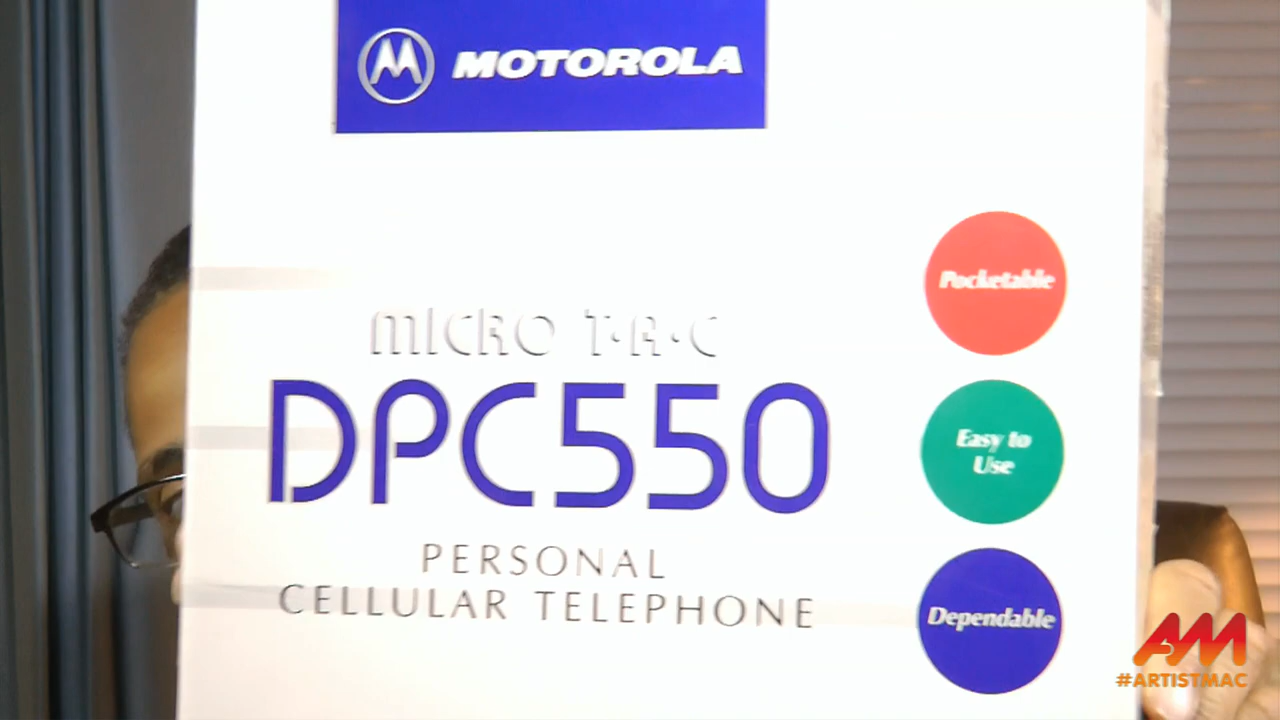 MOTOROLA
MICRO T·A·C
DPC550
PERSONAL
CELLULAR TELEPHONE
Pocketable
Easy to
Use
Dependable
AM
#ARTISTMAC